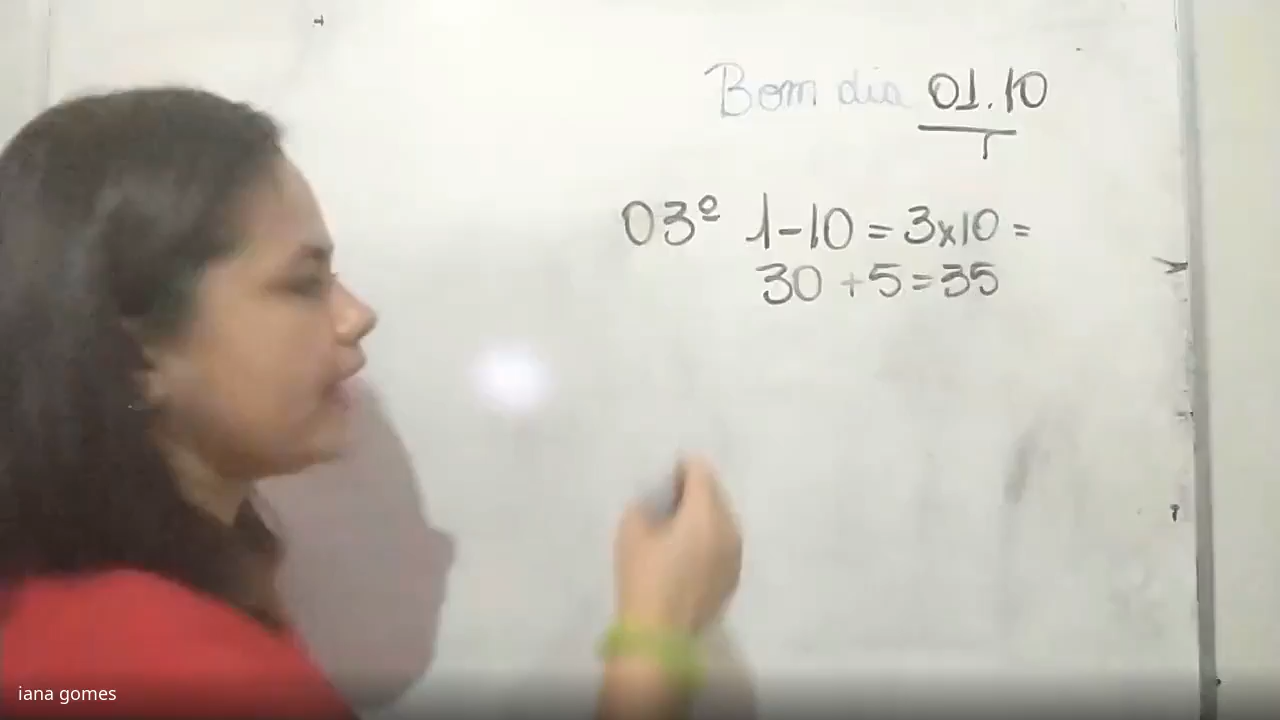 Bom dia 01.10
T
03º 1-10 = 3x10 =
30 +5=35
iana gomes